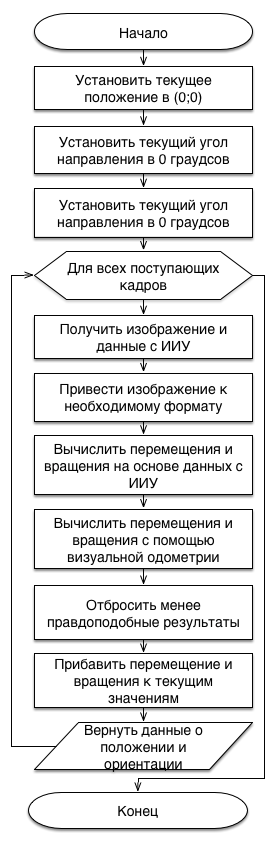 Начало
Установить текущее
положение в (0;0)
Установить текущий угол
направления в 0 граудсов
Установить текущий угол
направления в 0 граудсов
Для всех поступающих
кадров
Получить изображение и
данные с ИИУ
Привести изображение к
необходимому формату
Вычислить перемещения и
вращения на основе данных с
ИИУ
Вычислить перемещения и
вращения с помощью
визуальной одометрии
Отбросить менее
правдоподобные результаты
Прибавить перемещение и
вращения к текущим
значениям
Вернуть данные о
положении и
ориентации
Конец